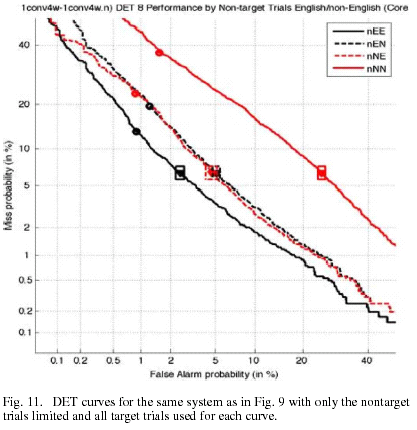 1conv4w-1conv4w.n) DET 8 Performance by Non-target Trials English/non-English (Core
nEE
nEN
nNE
nNN
40
20
10
5
2
1
0.5
0.2
0.1
Miss probability (in %)
0.1 0.2 0.5 1 2 5 10 20 40
False Alarm probability (in %)
Fig. 11. DET curves for the same system as in Fig. 9 with only the nontarget
trials limited and all target trials used for each curve.